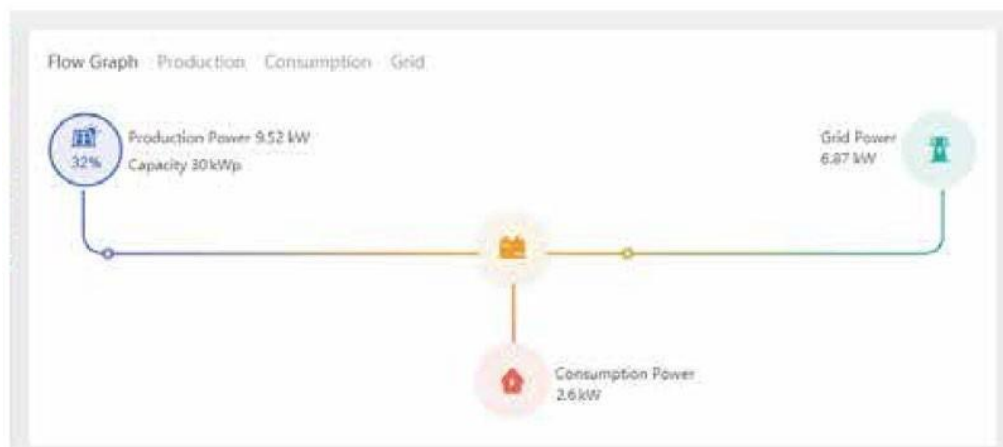 Flow Graph Production Consumption Grid
32%
Production Power 9.52 kW
Capacity 30 kWp
Grid Power
6.87 kW
Consumption Power
2.6 kW